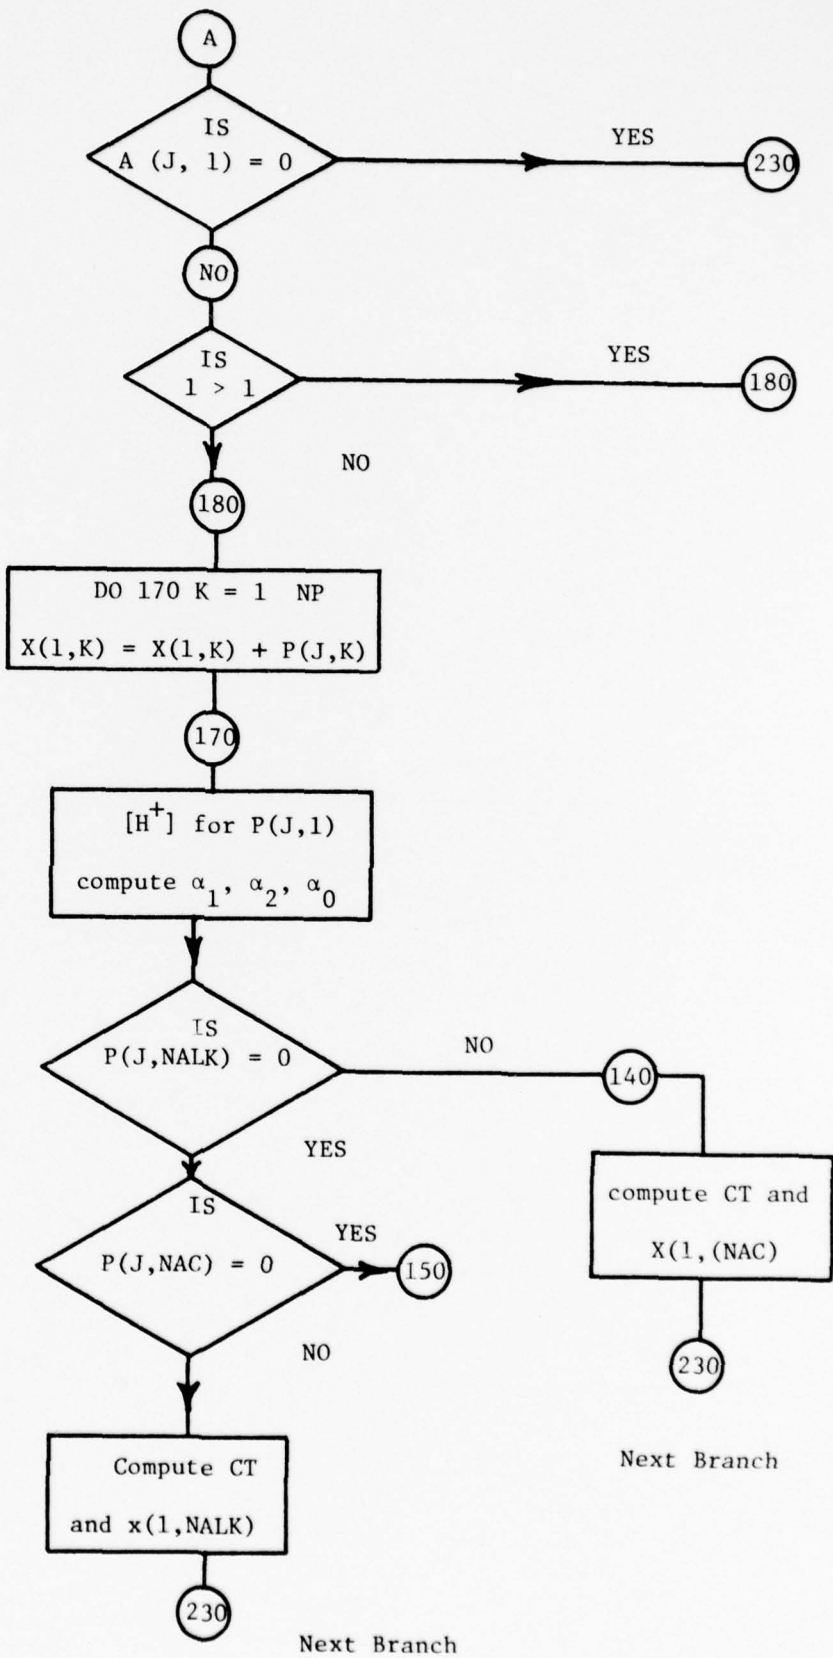 A
IS
A (J, 1) = 0
YES
230
NO
IS
1 > 1
YES
180
NO
180
DO 170 K = 1 NP
X(1,K) = X(1,K) + P(J,K)
170
[H+] for P(J,1)
compute α1, α2, α0
IS
P(J,NALK) = 0
NO
140
YES
compute CT and
X(1,(NAC)
IS
P(J,NAC) = 0
YES
150
230
NO
Next Branch
Compute CT
and x(1,NALK)
230
Next Branch